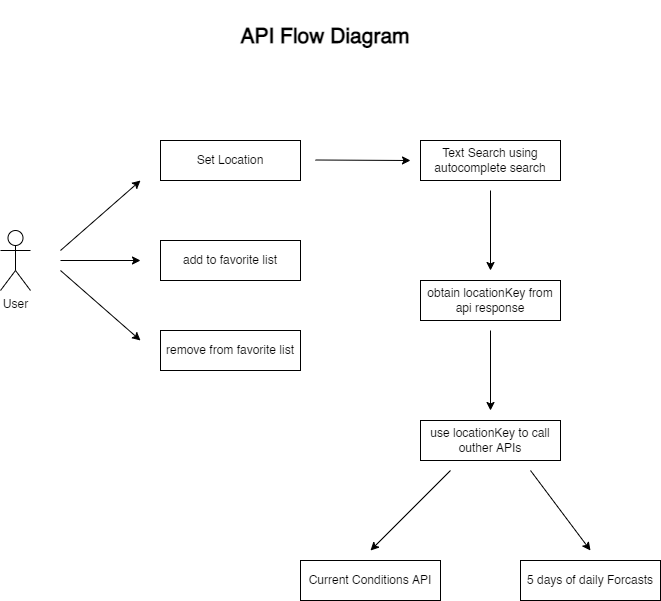 API Flow Diagram
Set Location
Text Search using
autocomplete search
User
add to favorite list
obtain locationKey from
api response
remove from favorite list
use locationKey to call
outher APIs
Current Conditions API
5 days of daily Forcasts